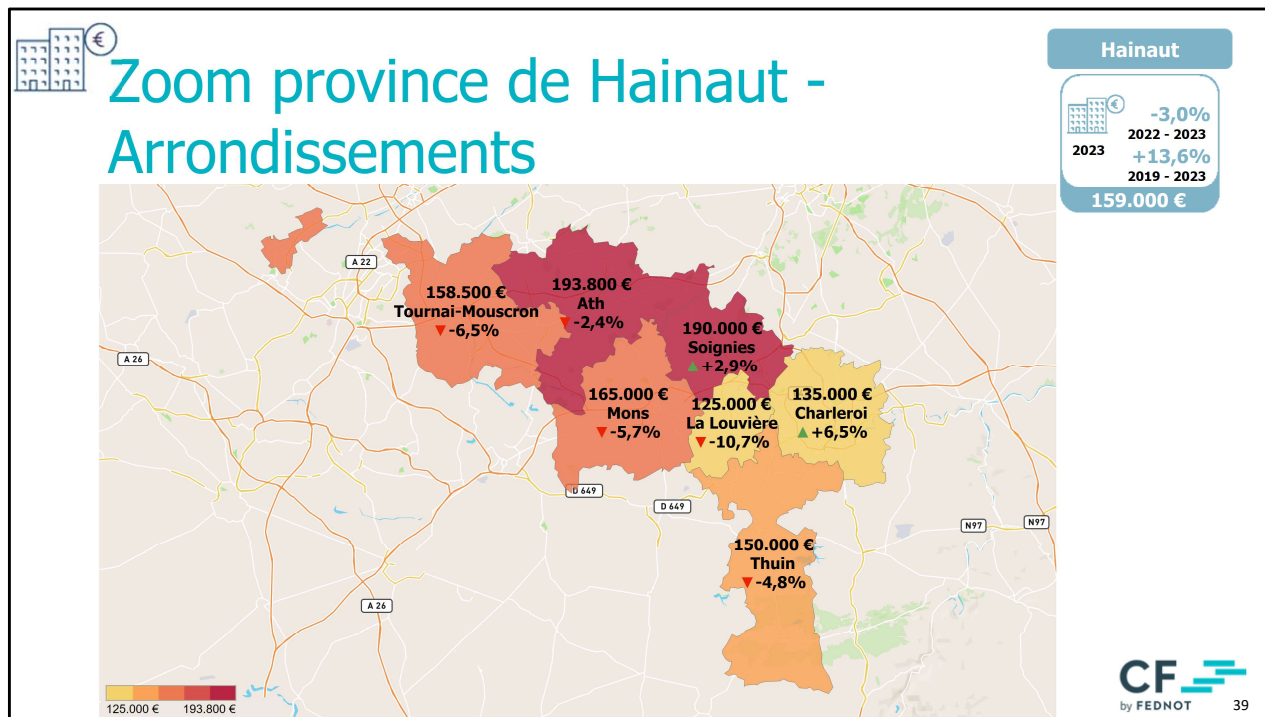 €
Zoom province de Hainaut -
Arrondissements
Hainaut
€
2023
-3,0%
2022 - 2023
+13,6%
2019 - 2023
159.000 €
A 22
158.500 €
Tournai-Mouscron
▼ -6,5%
193.800 €
Ath
▼ -2,4%
190.000 €
Soignies
▲ +2,9%
A 26
165.000 €
Mons
▼ -5,7%
125.000 €
La Louvière
▼ -10,7%
135.000 €
Charleroi
▲ +6,5%
D 649
D 649
N97
N97
150.000 €
Thuin
▼ -4,8%
A 26
125.000 €
193.800 €
CF
by FEDNOT
39